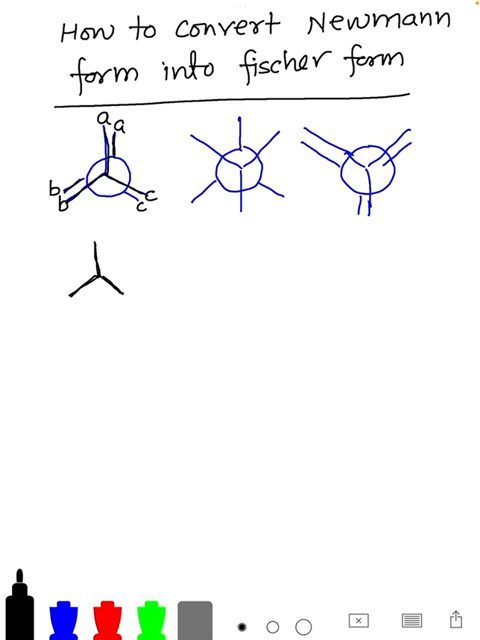 How to convert Newmann
form into fischer form
a a
b
b
c
c